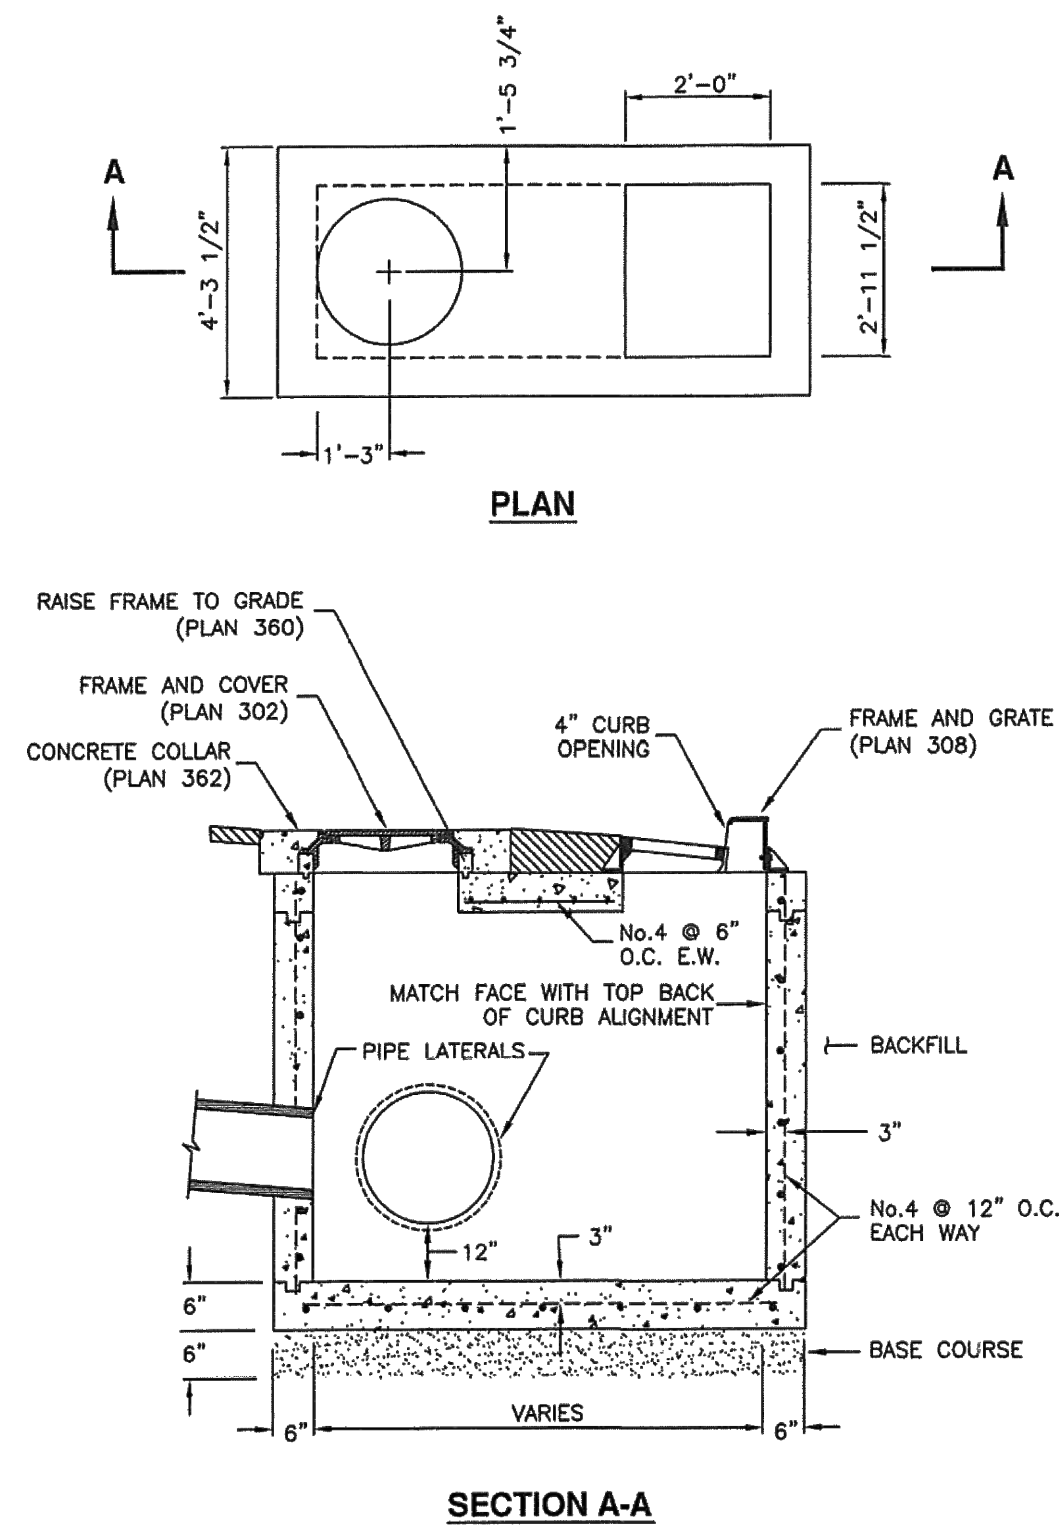 1'-5 3/4"
2'-0"
A
A
4'-3 1/2"
2'-11 1/2"
1'-3"
PLAN
RAISE FRAME TO GRADE
(PLAN 360)
FRAME AND COVER
(PLAN 302)
CONCRETE COLLAR
(PLAN 362)
4" CURB
OPENING
FRAME AND GRATE
(PLAN 308)
No.4 @ 6"
O.C. E.W.
MATCH FACE WITH TOP BACK
OF CURB ALIGNMENT
PIPE LATERALS
BACKFILL
3"
No.4 @ 12" O.C.
EACH WAY
12"
3"
6"
6"
BASE COURSE
VARIES
6"
6"
SECTION A-A